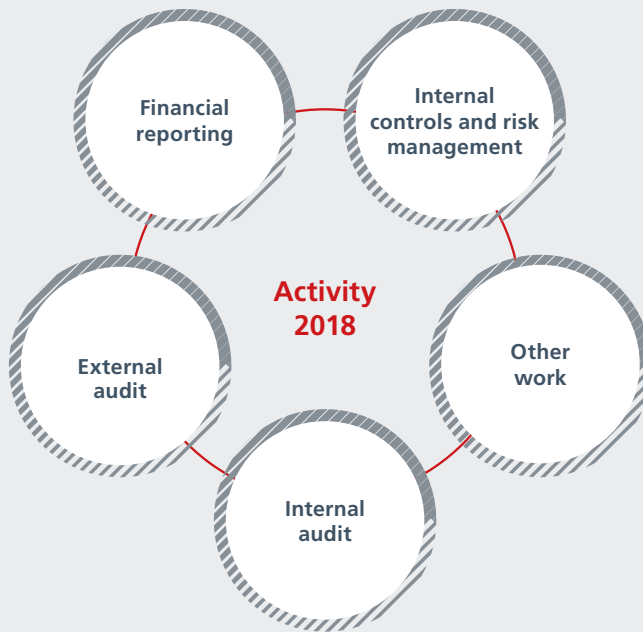 Financial
reporting
Internal
controls and risk
management
Activity
2018
External
audit
Other
work
Internal
audit